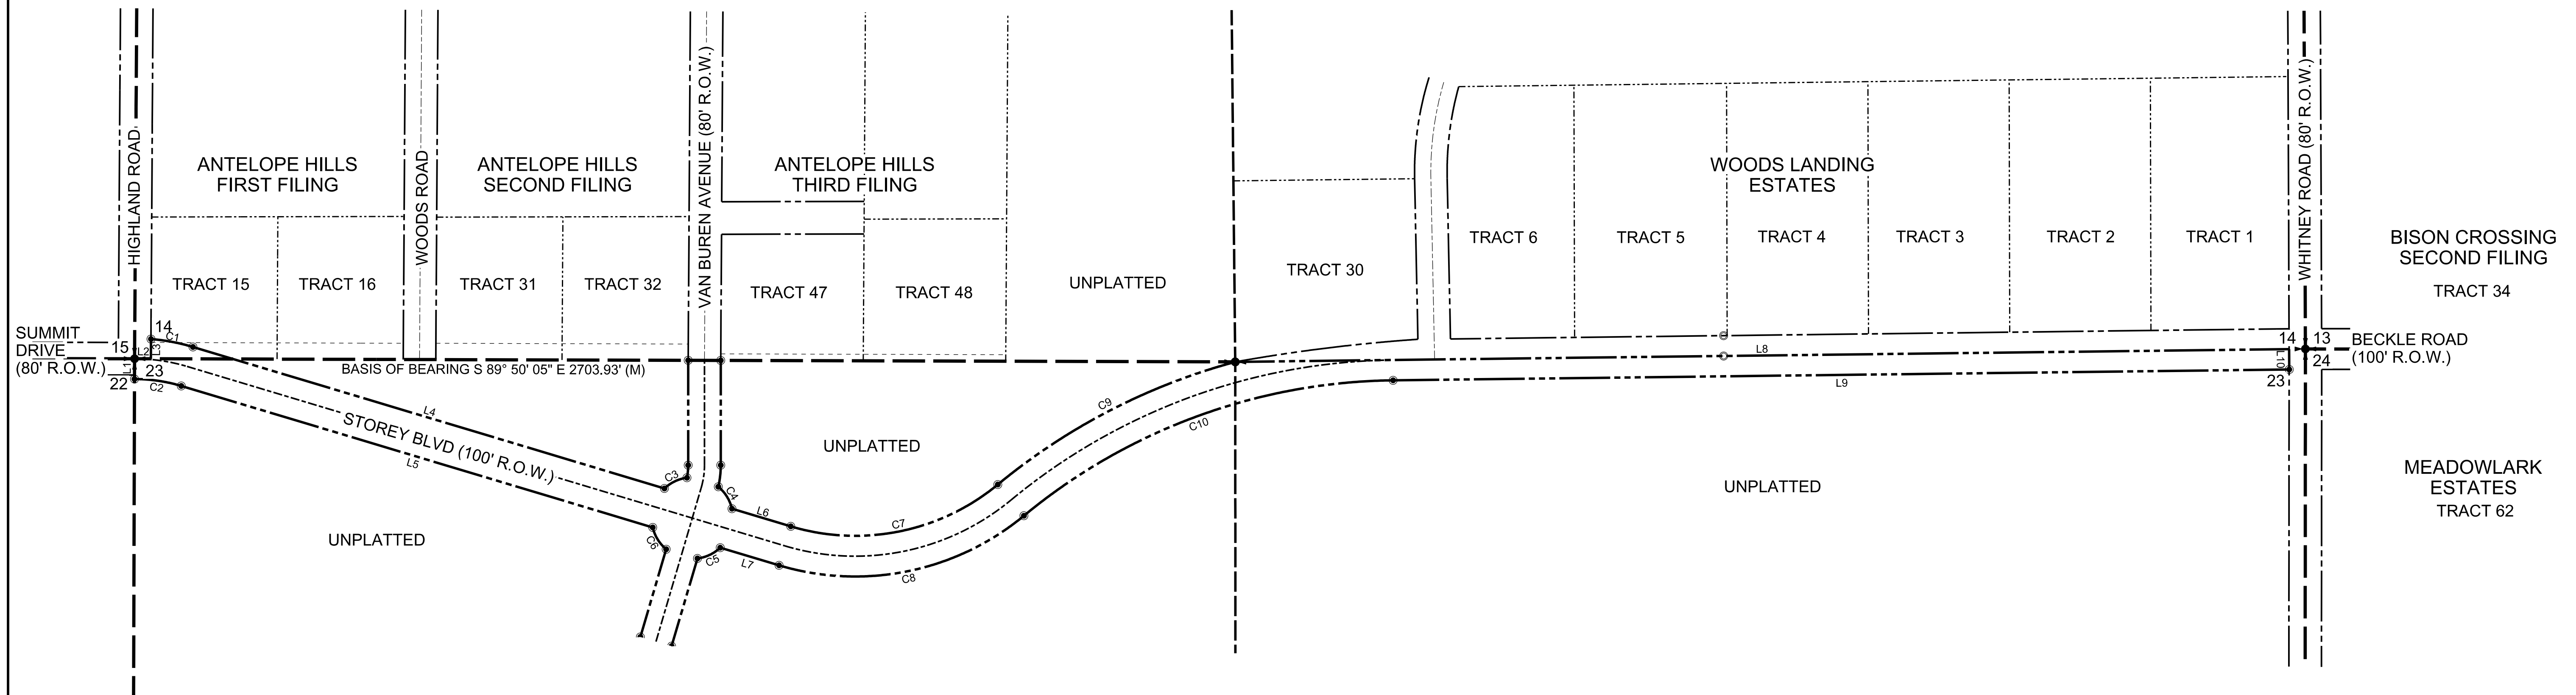 HIGHLAND ROAD
ANTELOPE HILLS
FIRST FILING
WOODS ROAD
ANTELOPE HILLS
SECOND FILING
VAN BUREN AVENUE (80' R.O.W.)
ANTELOPE HILLS
THIRD FILING
WOODS LANDING
ESTATES
WHITNEY ROAD (80' R.O.W.)
BISON CROSSING
SECOND FILING
TRACT 34
TRACT 15
TRACT 16
TRACT 31
TRACT 32
TRACT 47
TRACT 48
UNPLATTED
TRACT 30
TRACT 6
TRACT 5
TRACT 4
TRACT 3
TRACT 2
TRACT 1
SUMMIT
DRIVE
(80' R.O.W.)
15
14
22
23
L1
L2
L3
C1
C2
BASIS OF BEARING S 89° 50' 05" E 2703.93' (M)
L4
STOREY BLVD (100' R.O.W.)
L5
UNPLATTED
C3
C4
C5
C6
L6
L7
UNPLATTED
C7
C8
C9
C10
L8
L9
L10
14
13
23
24
BECKLE ROAD
(100' R.O.W.)
UNPLATTED
MEADOWLARK
ESTATES
TRACT 62